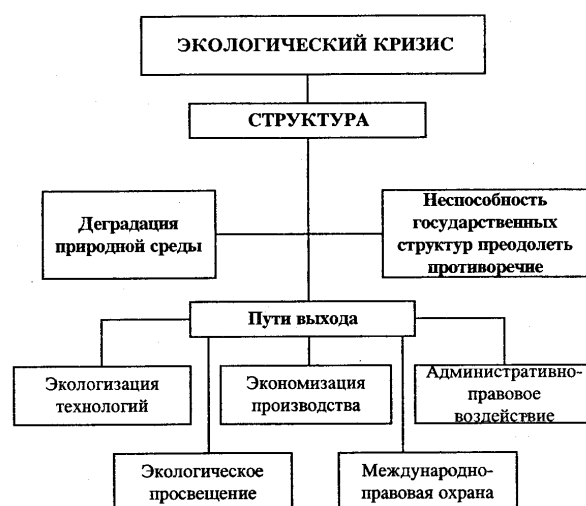 ЭКОЛОГИЧЕСКИЙ КРИЗИС
СТРУКТУРА
Деградация
природной среды
Неспособность
государственных
структур преодолеть
противоречие
Пути выхода
Экологизация
технологий
Экономизация
производства
Административно-
правовое
воздействие
Экологическое
просвещение
Международно-
правовая охрана